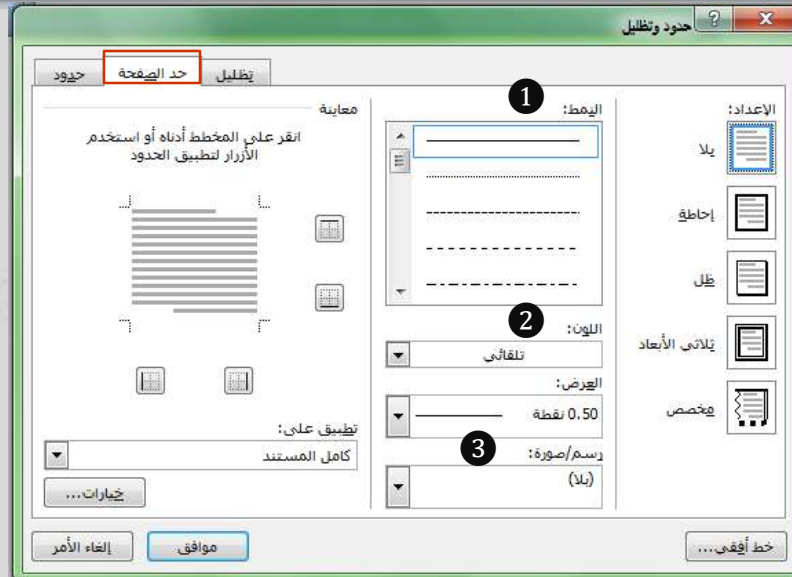 حدود وتظليل
حدود
حد الصفحة
تظليل
الإعداد:
بلا
إحاطة
ظل
ثلاثي الأبعاد
مخصص
1
النمط:
2
اللون:
تلقائي
العرض:
0.50 نقطة
3
رسم/صورة:
(بلا)
معاينة
انقر على المخطط أدناه أو استخدم
الأزرار لتطبيق الحدود
تطبيق على:
كامل المستند
خيارات...
خط أفقي...
موافق
إلغاء الأمر